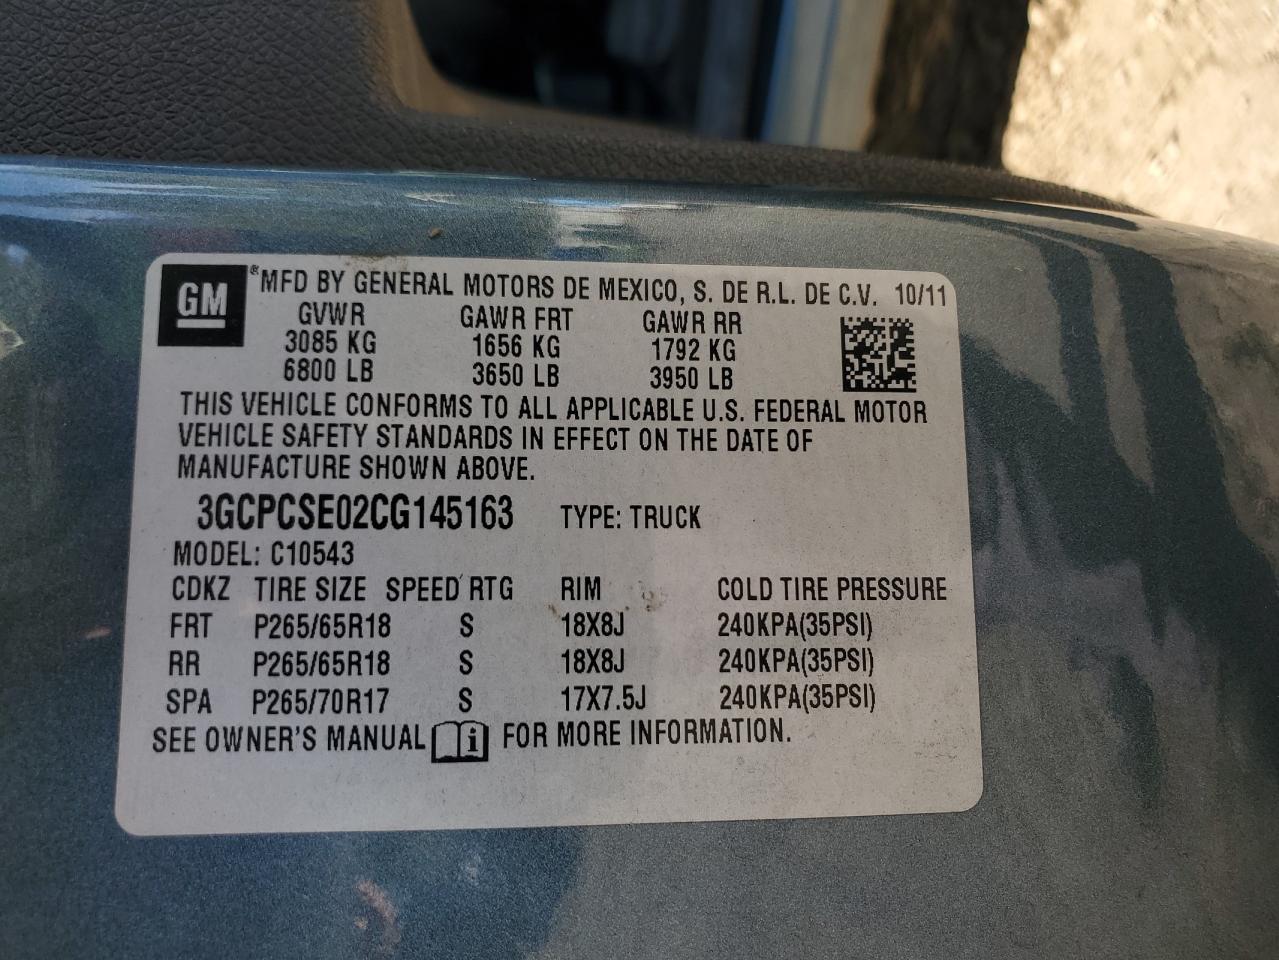 GM ® MFD BY GENERAL MOTORS DE MEXICO, S. DE R.L. DE C.V. 10/11
GVWR GAWR FRT GAWR RR
3085 KG 1656 KG 1792 KG
6800 LB 3650 LB 3950 LB
THIS VEHICLE CONFORMS TO ALL APPLICABLE U.S. FEDERAL MOTOR
VEHICLE SAFETY STANDARDS IN EFFECT ON THE DATE OF
MANUFACTURE SHOWN ABOVE.
3GCPCSE02CG145163 TYPE: TRUCK
MODEL: C10543
CDKZ TIRE SIZE SPEED RTG RIM COLD TIRE PRESSURE
FRT P265/65R18 S 18X8J 240KPA(35PSI)
RR P265/65R18 S 18X8J 240KPA(35PSI)
SPA P265/70R17 S 17X7.5J 240KPA(35PSI)
SEE OWNER'S MANUAL i FOR MORE INFORMATION.